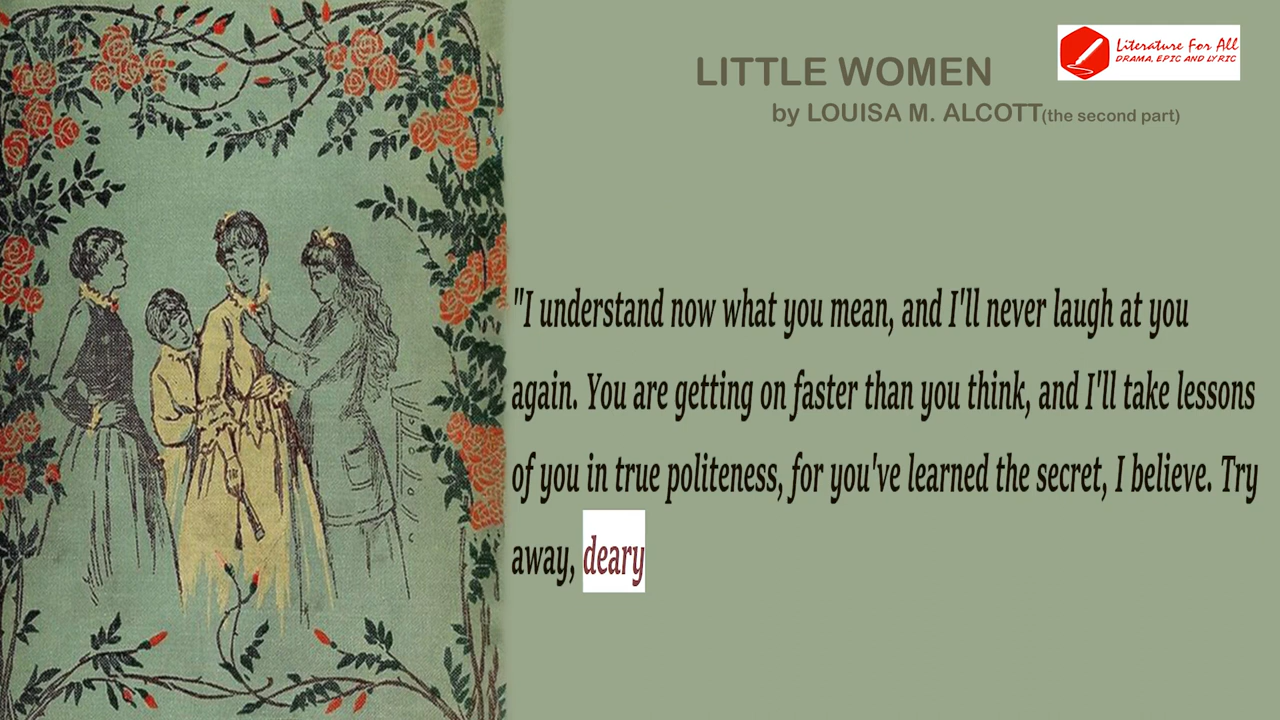 LITTLE WOMEN
by LOUISA M. ALCOTT(the second part)
Literature For All
DRAMA, EPIC AND LYRIC
"I understand now what you mean, and I'll never laugh at you
again. You are getting on faster than you think, and I'll take lessons
of you in true politeness, for you've learned the secret, I believe. Try
away, deary